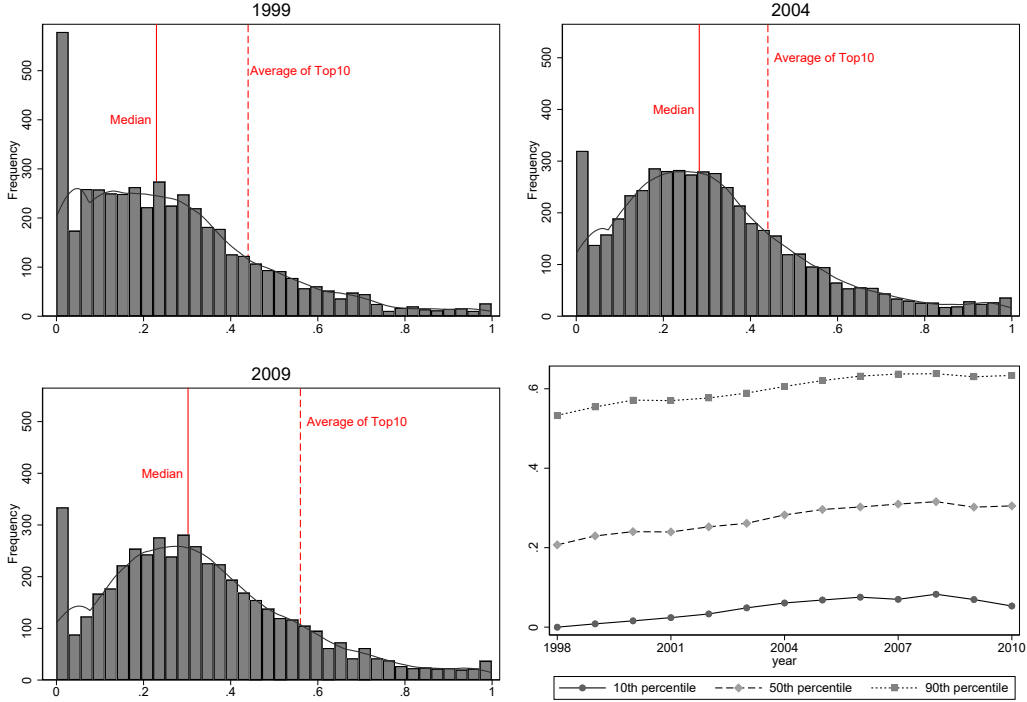 1999
Frequency
0 100 200 300 400 500
Average of Top10
Median
0 .2 .4 .6 .8 1
2004
Frequency
0 100 200 300 400 500
Average of Top10
Median
0 .2 .4 .6 .8 1
2009
Frequency
0 100 200 300 400 500
Average of Top10
Median
0 .2 .4 .6 .8 1
0 .2 .4 .6
1998 2001 2004 2007 2010
year
10th percentile 50th percentile 90th percentile